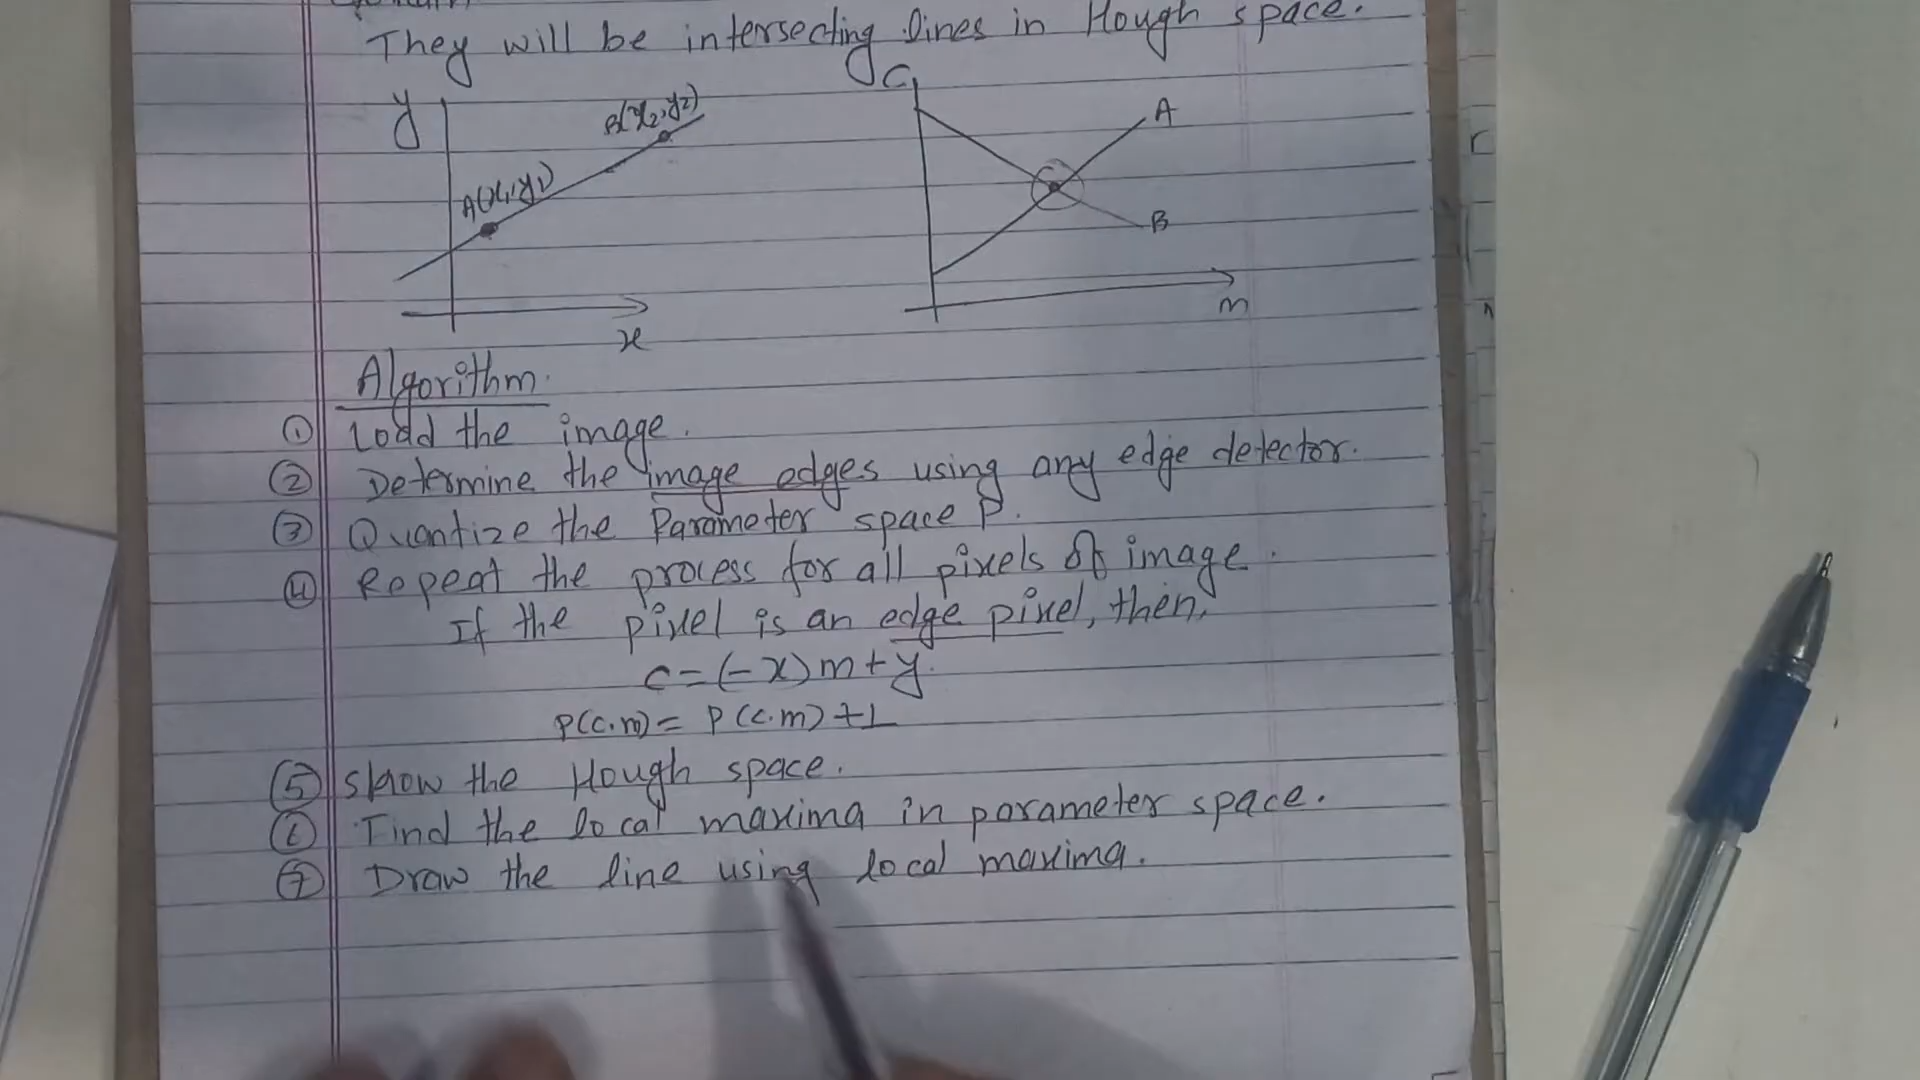 They will be intersecting lines in Hough space.
y
A(x1,y1)
B(x2,y2)
x
C
A
B
m
Algorithm.
① Load the image.
② Determine the image edges using any edge detector.
③ Quantize the Parameter space P.
④ Repeat the process for all pixels of image.
If the pixel is an edge pixel, then,
c=(-x)m+y.
P(c.m)= P(c.m)+1
⑤ Show the Hough space.
⑥ Find the local maxima in parameter space.
⑦ Draw the line using local maxima.